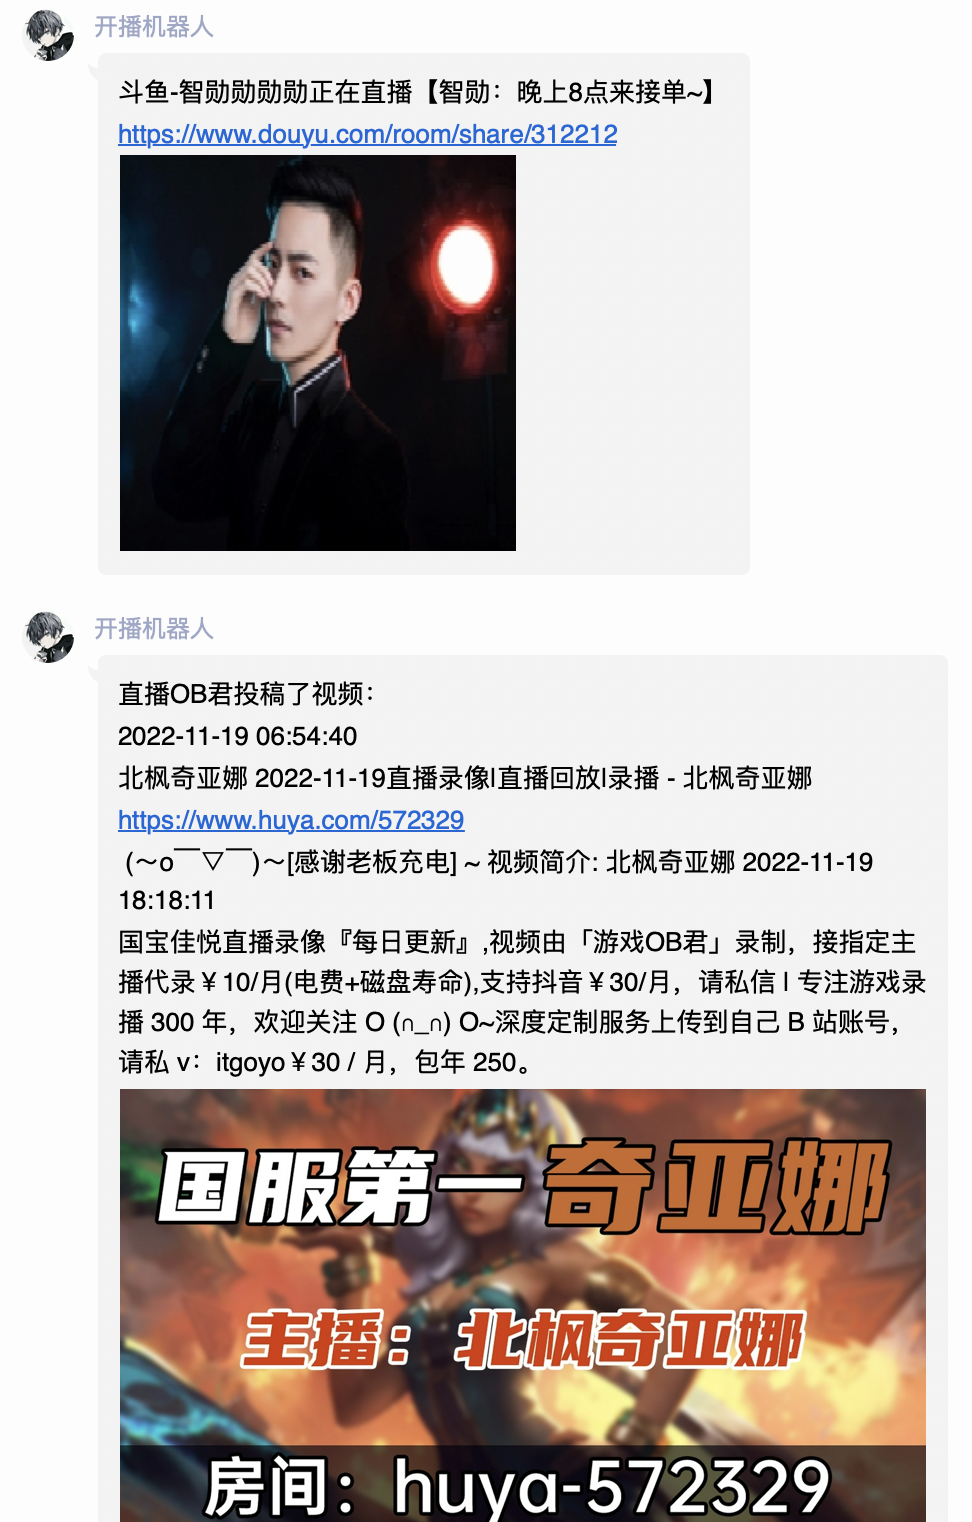 开播机器人
斗鱼-智勋勋勋勋正在直播【智勋：晚上8点来接单~】
https://www.douyu.com/room/share/312212
开播机器人
直播OB君投稿了视频：
2022-11-19 06:54:40
北枫奇亚娜 2022-11-19直播录像|直播回放|录播 - 北枫奇亚娜
https://www.huya.com/572329
(～o￣▽￣)～[感谢老板充电] ~ 视频简介: 北枫奇亚娜 2022-11-19
18:18:11
国宝佳悦直播录像『每日更新』,视频由「游戏OB君」录制，接指定主
播代录￥10/月(电费+磁盘寿命),支持抖音￥30/月，请私信 | 专注游戏录
播 300 年，欢迎关注 O (∩_∩) O~深度定制服务上传到自己 B 站账号，
请私 v：itgoyo￥30 / 月，包年 250。
国服第一奇亚娜
主播：北枫奇亚娜
房间：huya-572329